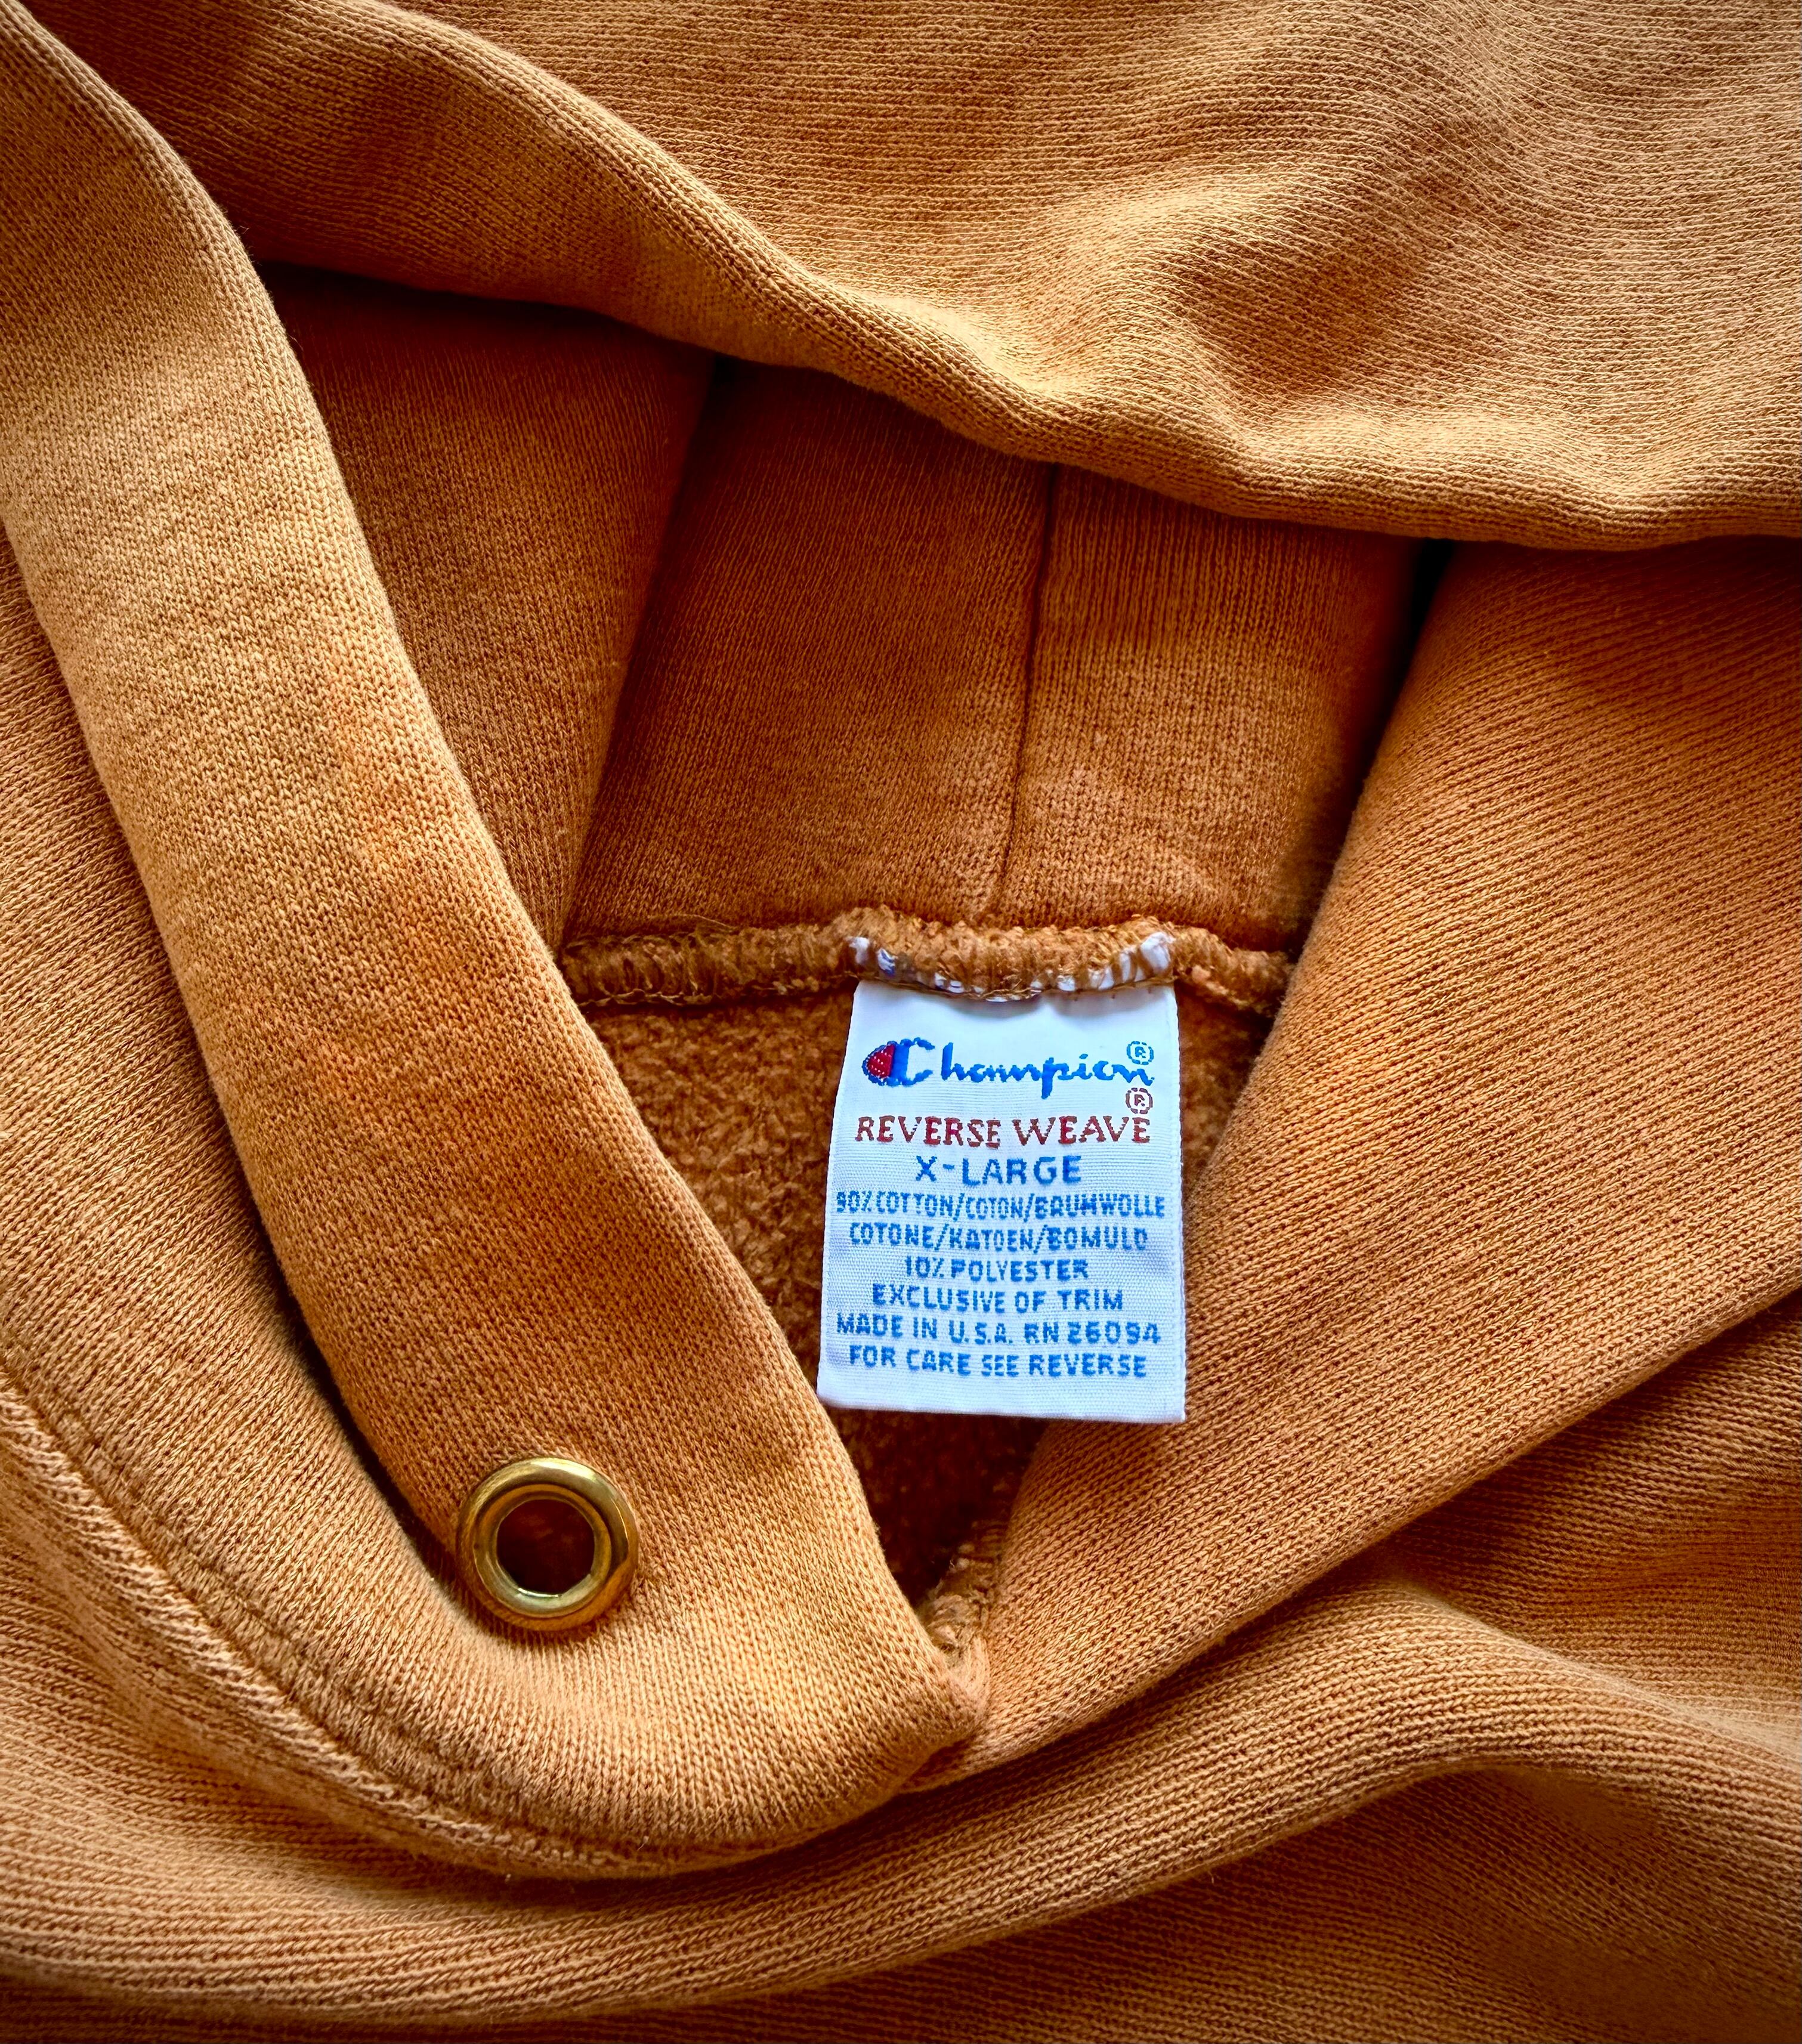 Champion®
REVERSE WEAVE®
X-LARGE
90% COTTON/COTON/BAUMWOLLE
COTONE/KATOEN/BOMULD
10% POLYESTER
EXCLUSIVE OF TRIM
MADE IN U.S.A. RN 26094
FOR CARE SEE REVERSE